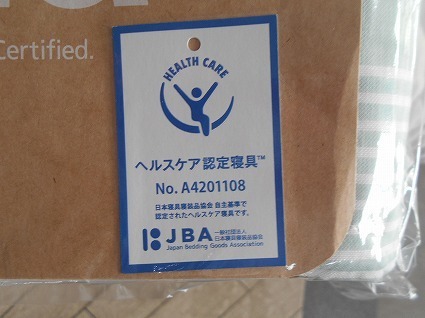 Certified.
HEALTH CARE
ヘルスケア認定寝具™
No. A4201108
日本寝具寝装品協会 自主基準で
認定されたヘルスケア寝具です。
JBA
一般社団法人
日本寝具寝装品協会
Japan Bedding Goods Association